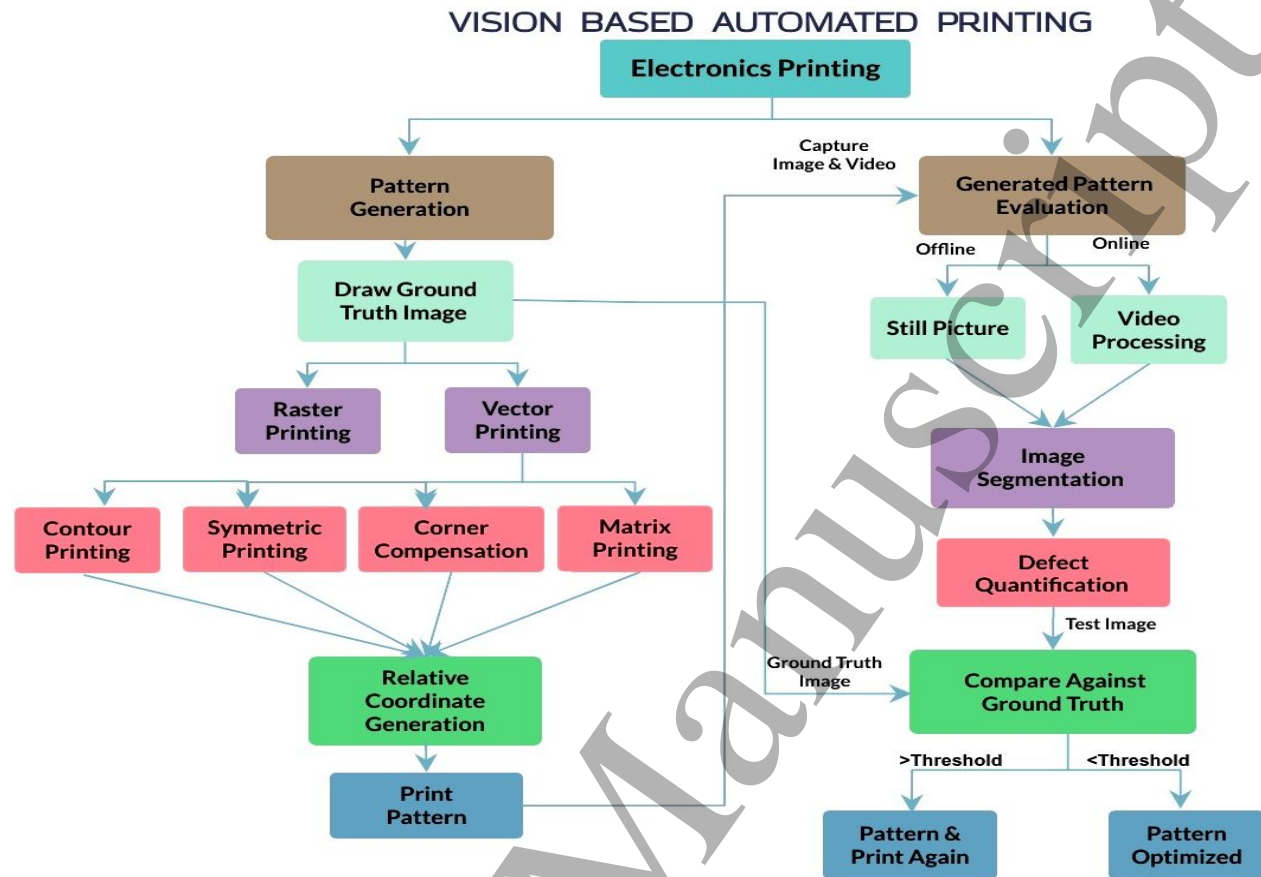 VISION BASED AUTOMATED PRINTING
Electronics Printing
Capture
Image & Video
Pattern
Generation
Generated Pattern
Evaluation
Offline
Online
Draw Ground
Truth Image
Still Picture
Video
Processing
Raster
Printing
Vector
Printing
Image
Segmentation
Contour
Printing
Symmetric
Printing
Corner
Compensation
Matrix
Printing
Defect
Quantification
Test Image
Ground Truth
Image
Relative
Coordinate
Generation
Compare Against
Ground Truth
>Threshold
<Threshold
Print
Pattern
Pattern &
Print Again
Pattern
Optimized
Manuscript